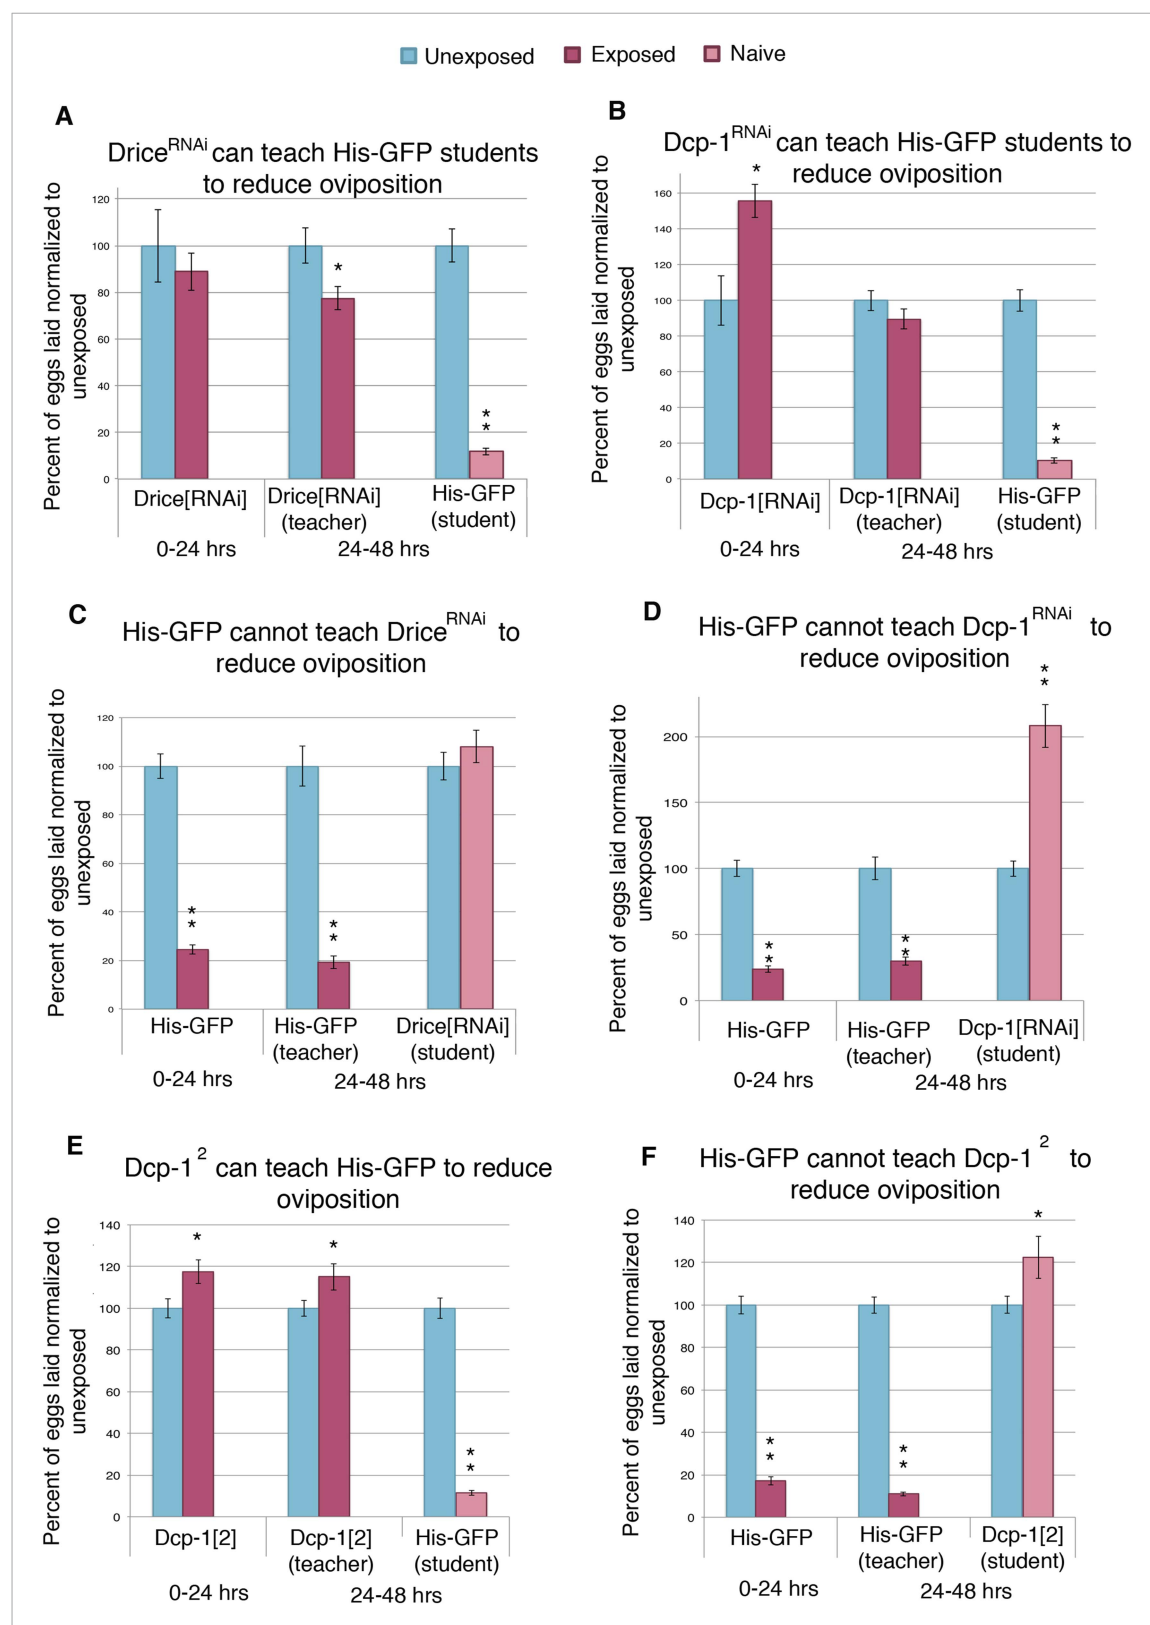 Unexposed Exposed Naive
A
Drice^RNAi can teach His-GFP students
to reduce oviposition
Percent of eggs laid normalized to
unexposed
120
100
80
60
40
20
0
* * *
Drice[RNAi] Drice[RNAi] His-GFP
(teacher) (student)
0-24 hrs 24-48 hrs
B
Dcp-1^RNAi can teach His-GFP students to
reduce oviposition
Percent of eggs laid normalized to
unexposed
160
140
120
100
80
60
40
20
0
* * *
Dcp-1[RNAi] Dcp-1[RNAi] His-GFP
(teacher) (student)
0-24 hrs 24-48 hrs
C
His-GFP cannot teach Drice^RNAi to
reduce oviposition
Percent of eggs laid normalized to
unexposed
120
100
80
60
40
20
0
* * * *
His-GFP His-GFP Drice[RNAi]
(teacher) (student)
0-24 hrs 24-48 hrs
D
His-GFP cannot teach Dcp-1^RNAi to
reduce oviposition
Percent of eggs laid normalized to
unexposed
200
150
100
50
0
* * * * * *
His-GFP His-GFP Dcp-1[RNAi]
(teacher) (student)
0-24 hrs 24-48 hrs
E
Dcp-1^2 can teach His-GFP to reduce
oviposition
Percent of eggs laid normalized to
unexposed
140
120
100
80
60
40
20
0
* * * *
Dcp-1[2] Dcp-1[2] His-GFP
(teacher) (student)
0-24 hrs 24-48 hrs
F
His-GFP cannot teach Dcp-1^2 to
reduce oviposition
Percent of eggs laid normalized to
unexposed
140
120
100
80
60
40
20
0
* * * * *
His-GFP His-GFP Dcp-1[2]
(teacher) (student)
0-24 hrs 24-48 hrs